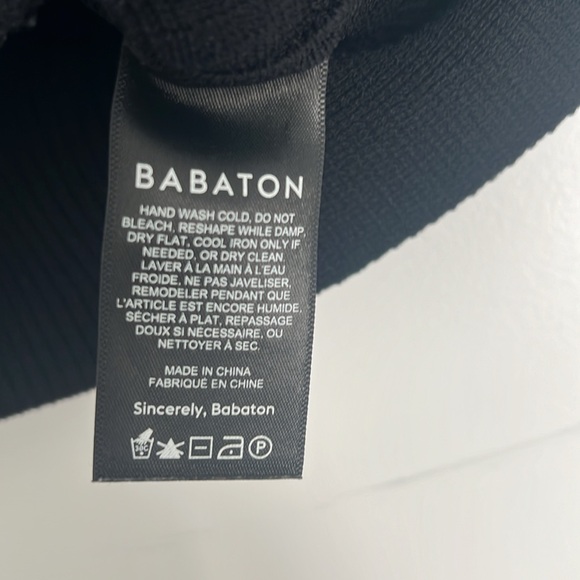 BABATON
HAND WASH COLD, DO NOT
BLEACH, RESHAPE WHILE DAMP,
DRY FLAT, COOL IRON ONLY IF
NEEDED, OR DRY CLEAN.
LAVER À LA MAIN À L'EAU
FROIDE, NE PAS JAVELISER,
REMODELER PENDANT QUE
L'ARTICLE EST ENCORE HUMIDE.
SÉCHER À PLAT, REPASSAGE
DOUX SI NÉCESSAIRE, OU
NETTOYER À SEC.
MADE IN CHINA
FABRIQUÉ EN CHINE
Sincerely, Babaton
30C P